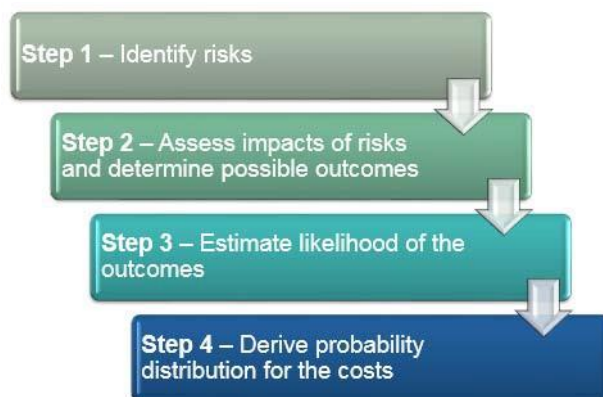 Step 1 – Identify risks
Step 2 – Assess impacts of risks
and determine possible outcomes
Step 3 – Estimate likelihood of the
outcomes
Step 4 – Derive probability
distribution for the costs